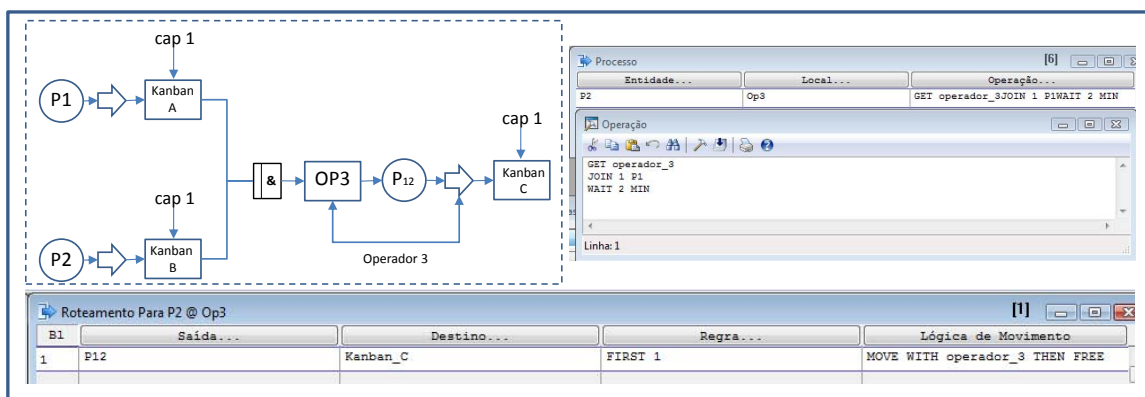 cap 1
P1
Kanban
A
cap 1
P2
Kanban
B
&
OP3
P12
cap 1
Kanban
C
Operador 3
Processo [6]
Entidade... Local... Operação...
P2 Op3 GET operador_3JOIN 1 P1WAIT 2 MIN
Operação
GET operador_3
JOIN 1 P1
WAIT 2 MIN
Linha: 1
Roteamento Para P2 @ Op3 [1]
Bl Saída... Destino... Regra... Lógica de Movimento
1 P12 Kanban_C FIRST 1 MOVE WITH operador_3 THEN FREE